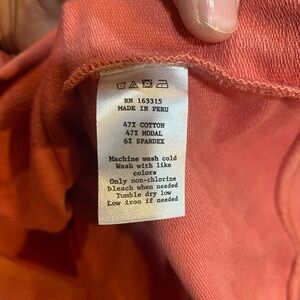 RN 163315
MADE IN PERU
47% COTTON
47% MODAL
6% SPANDEX
Machine wash cold
Wash with like
colors
Only non-chlorine
bleach when needed
Tumble dry low
Low iron if needed